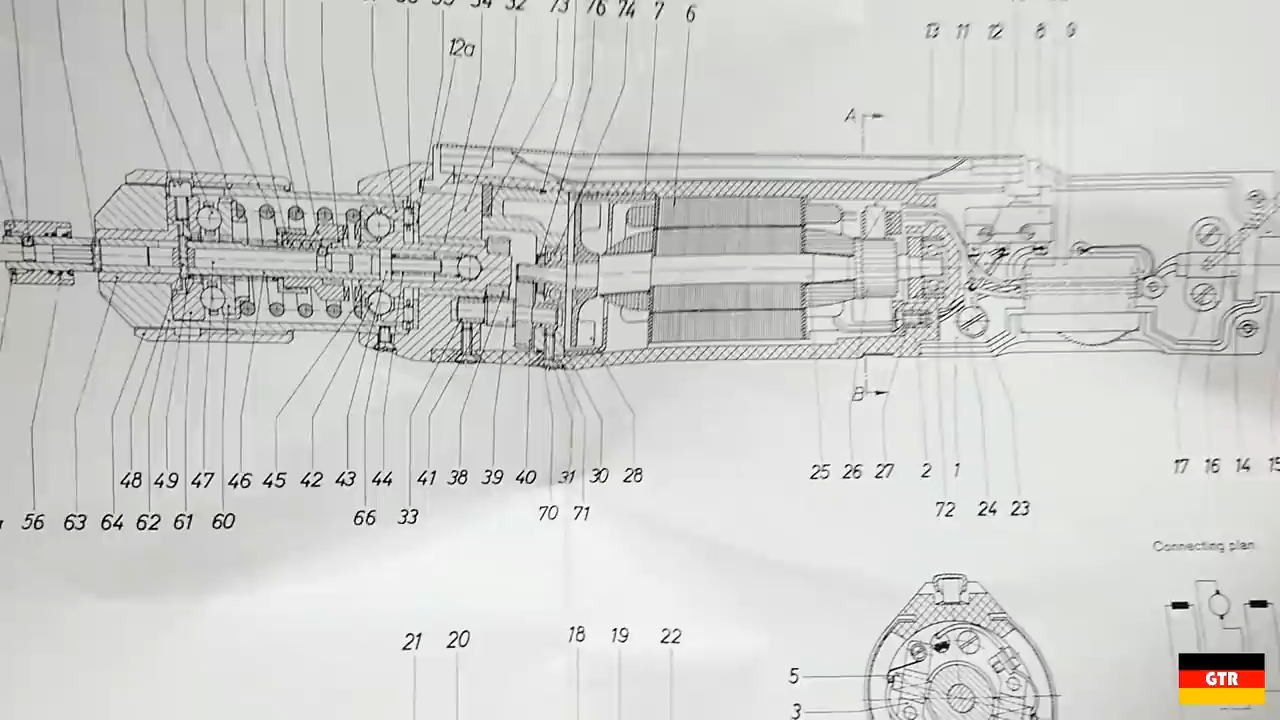 32 73 76 74 7 6
13 11 12 8 9
12a
A
B
48 49 47 46 45 42 43 44 41 38 39 40 31 30 28
25 26 27 2 1
17 16 14
56 63 64 62 61 60 66 33
70 71
72 24 23
Connecting plan
21 20 18 19 22
5
3
GTR